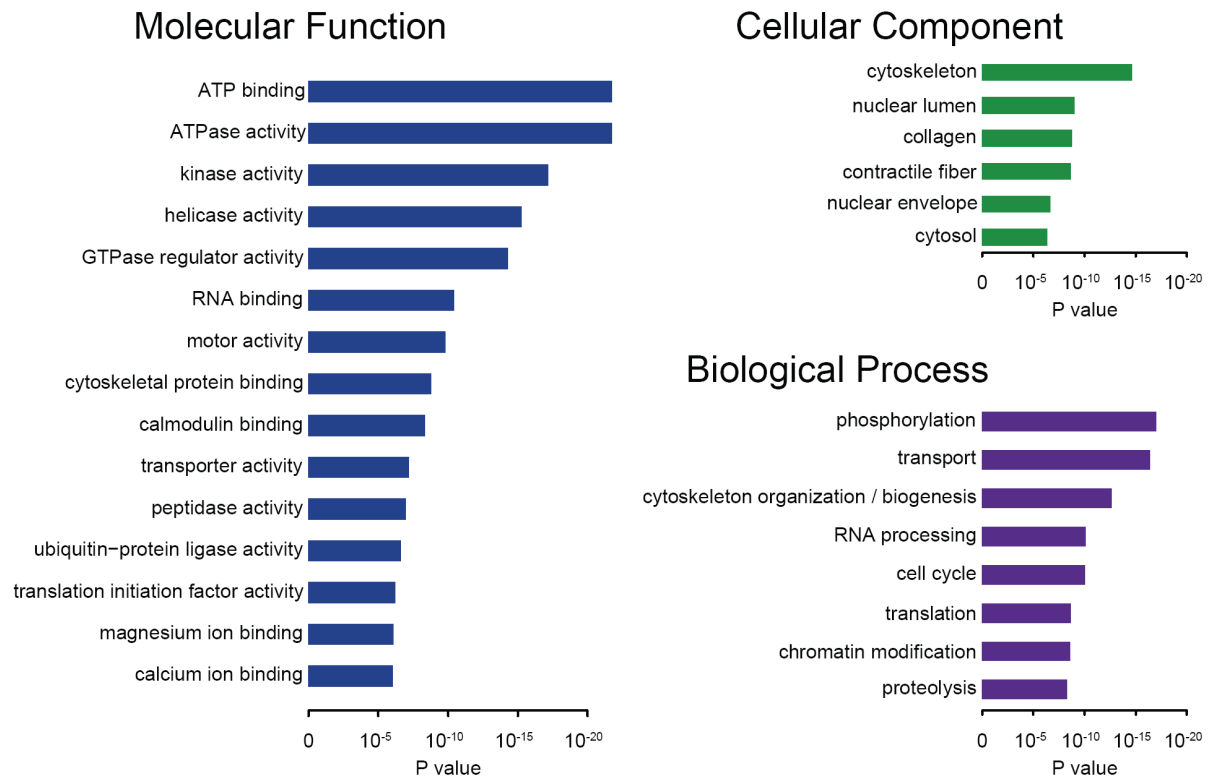 Molecular Function
ATP binding
ATPase activity
kinase activity
helicase activity
GTPase regulator activity
RNA binding
motor activity
cytoskeletal protein binding
calmodulin binding
transporter activity
peptidase activity
ubiquitin−protein ligase activity
translation initiation factor activity
magnesium ion binding
calcium ion binding
0 10⁻⁵ 10⁻¹⁰ 10⁻¹⁵ 10⁻²⁰
P value
Cellular Component
cytoskeleton
nuclear lumen
collagen
contractile fiber
nuclear envelope
cytosol
0 10⁻⁵ 10⁻¹⁰ 10⁻¹⁵ 10⁻²⁰
P value
Biological Process
phosphorylation
transport
cytoskeleton organization / biogenesis
RNA processing
cell cycle
translation
chromatin modification
proteolysis
0 10⁻⁵ 10⁻¹⁰ 10⁻¹⁵ 10⁻²⁰
P value